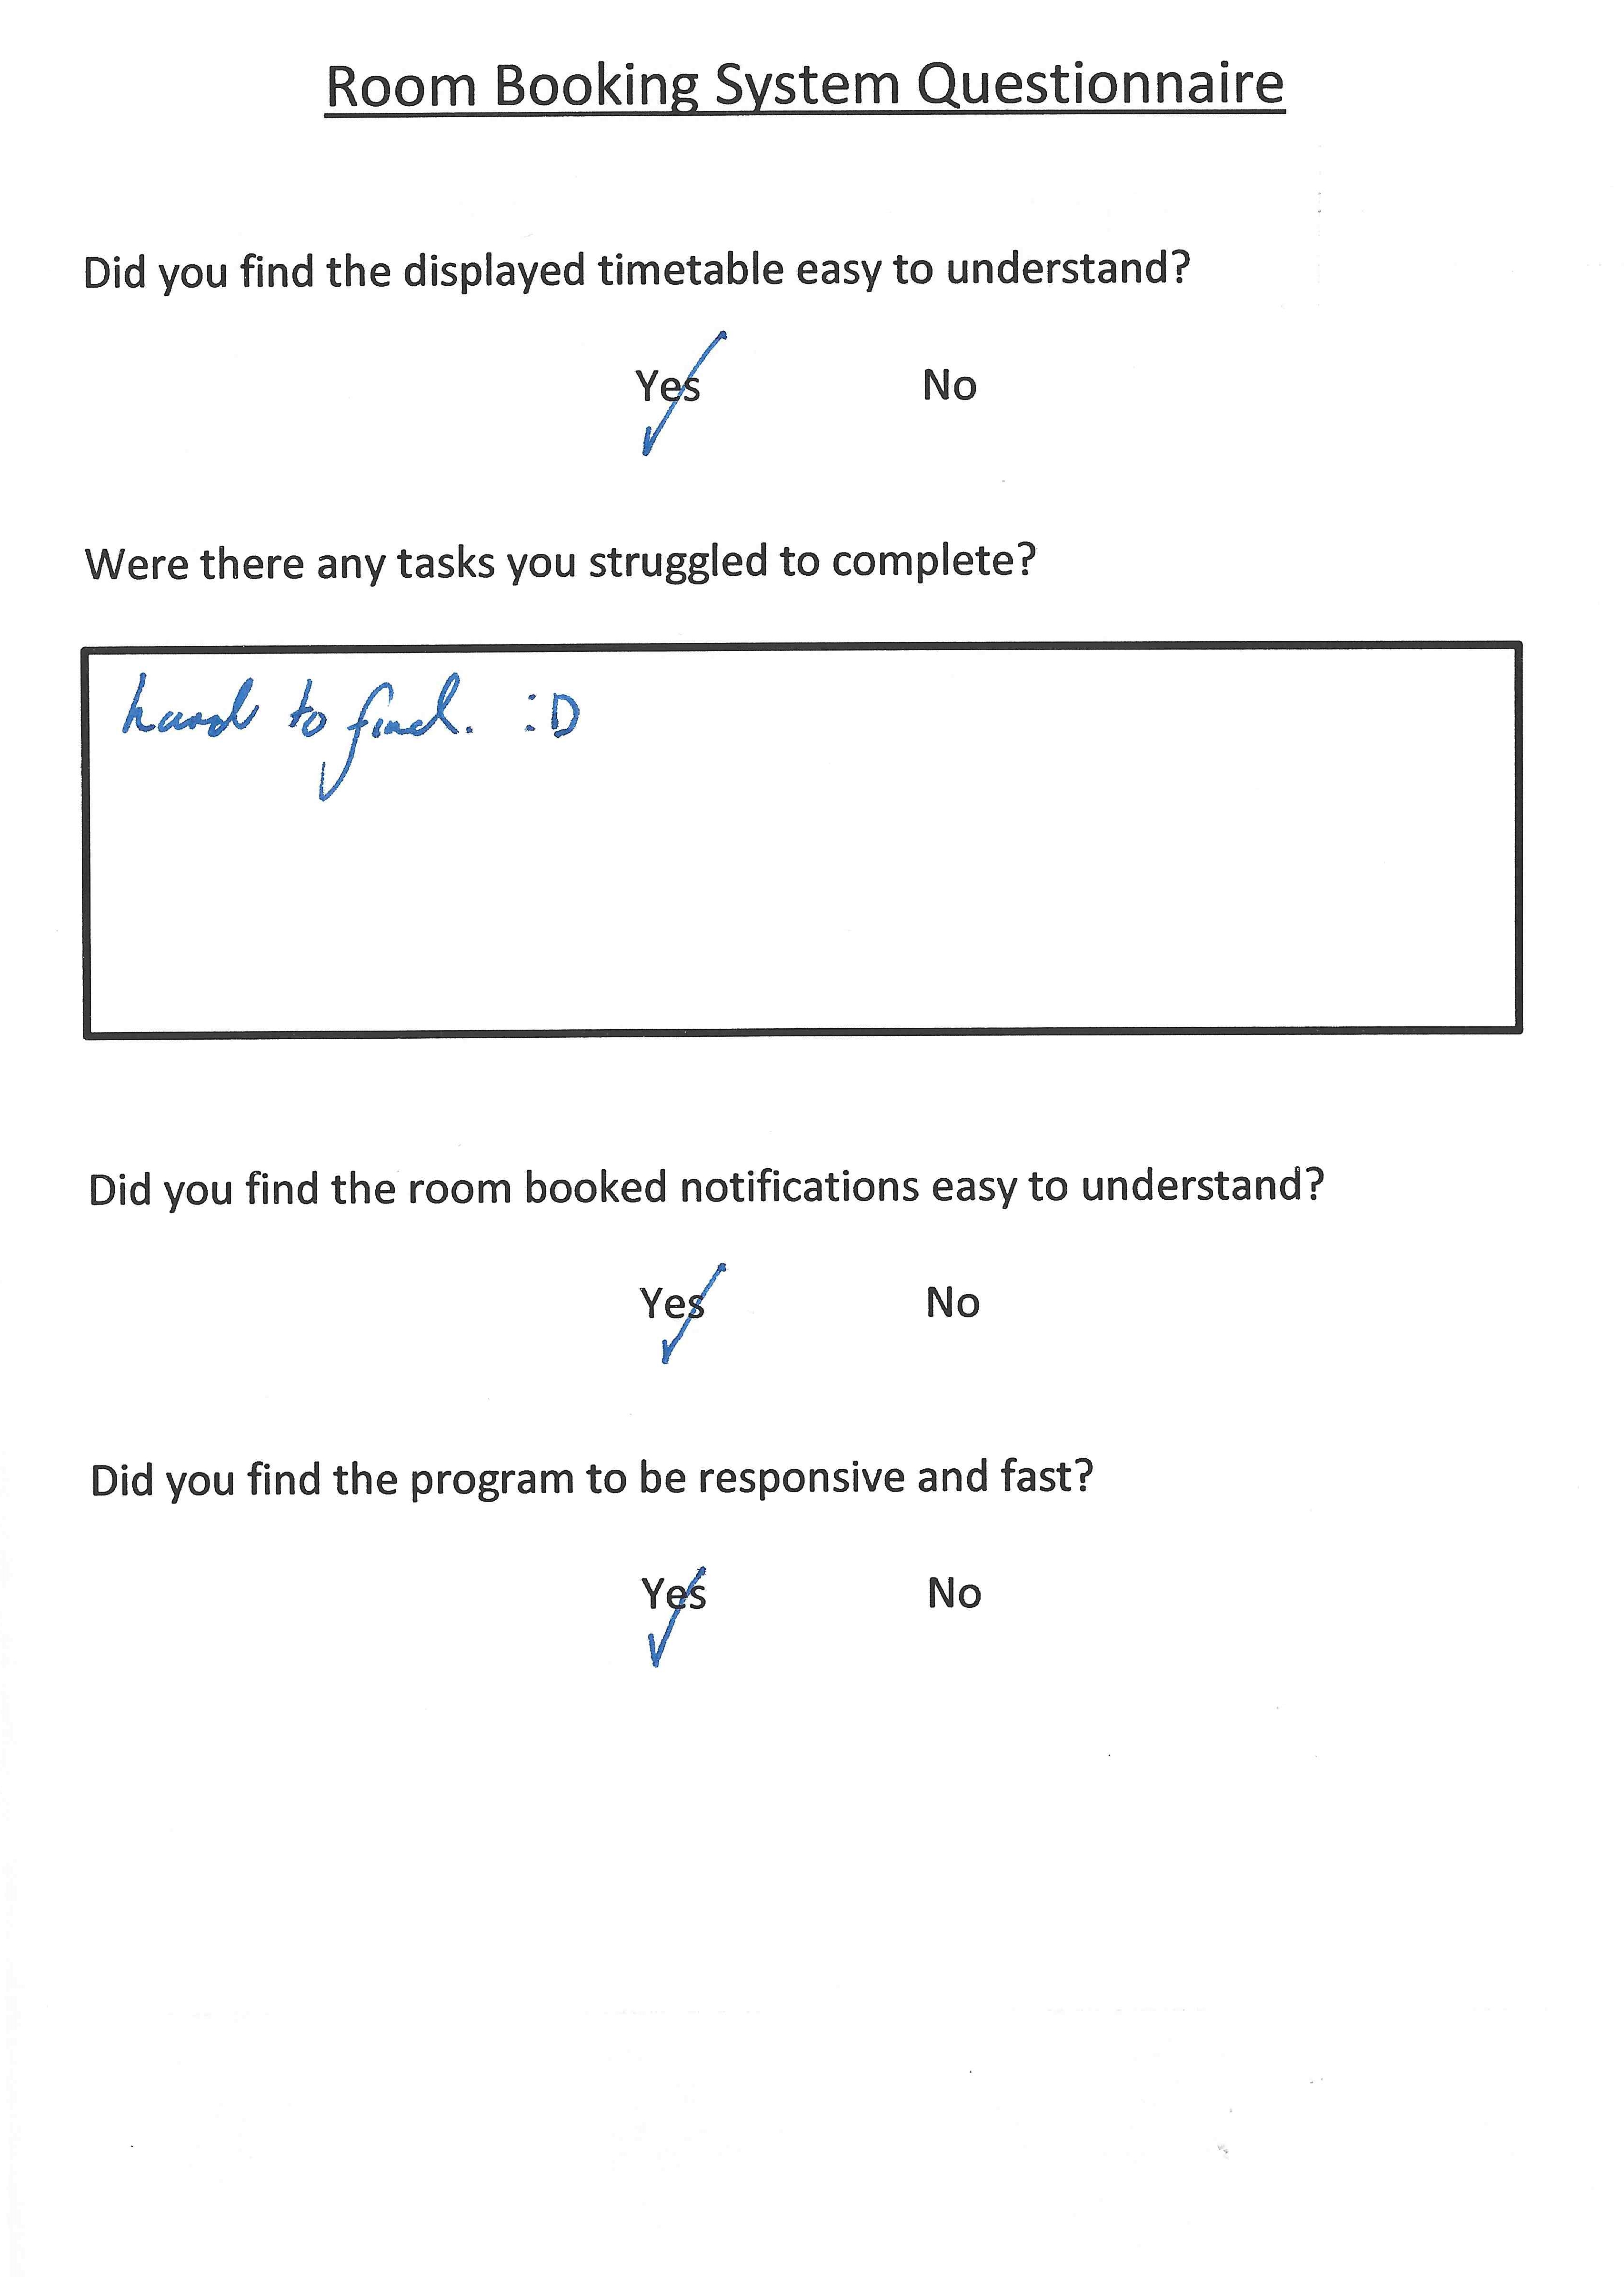 Room Booking System Questionnaire
Did you find the displayed timetable easy to understand?
Yes No
Were there any tasks you struggled to complete?
hard to find. :D
Did you find the room booked notifications easy to understand?
Yes No
Did you find the program to be responsive and fast?
Yes No